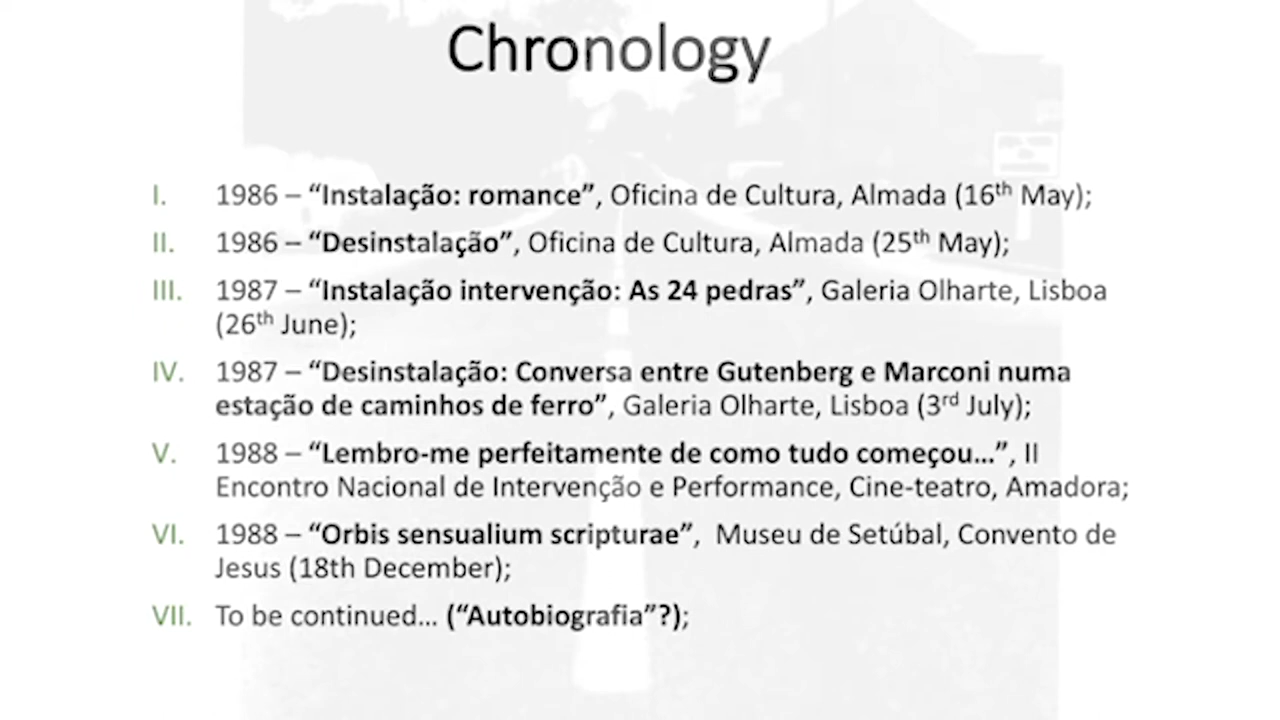 Chronology
I. 1986 – “Instalação: romance”, Oficina de Cultura, Almada (16th May);
II. 1986 – “Desinstalação”, Oficina de Cultura, Almada (25th May);
III. 1987 – “Instalação intervenção: As 24 pedras”, Galeria Olharte, Lisboa
(26th June);
IV. 1987 – “Desinstalação: Conversa entre Gutenberg e Marconi numa
estação de caminhos de ferro”, Galeria Olharte, Lisboa (3rd July);
V. 1988 – “Lembro-me perfeitamente de como tudo começou…”, II
Encontro Nacional de Intervenção e Performance, Cine-teatro, Amadora;
VI. 1988 – “Orbis sensualium scripturae”, Museu de Setúbal, Convento de
Jesus (18th December);
VII. To be continued… (“Autobiografia”?);